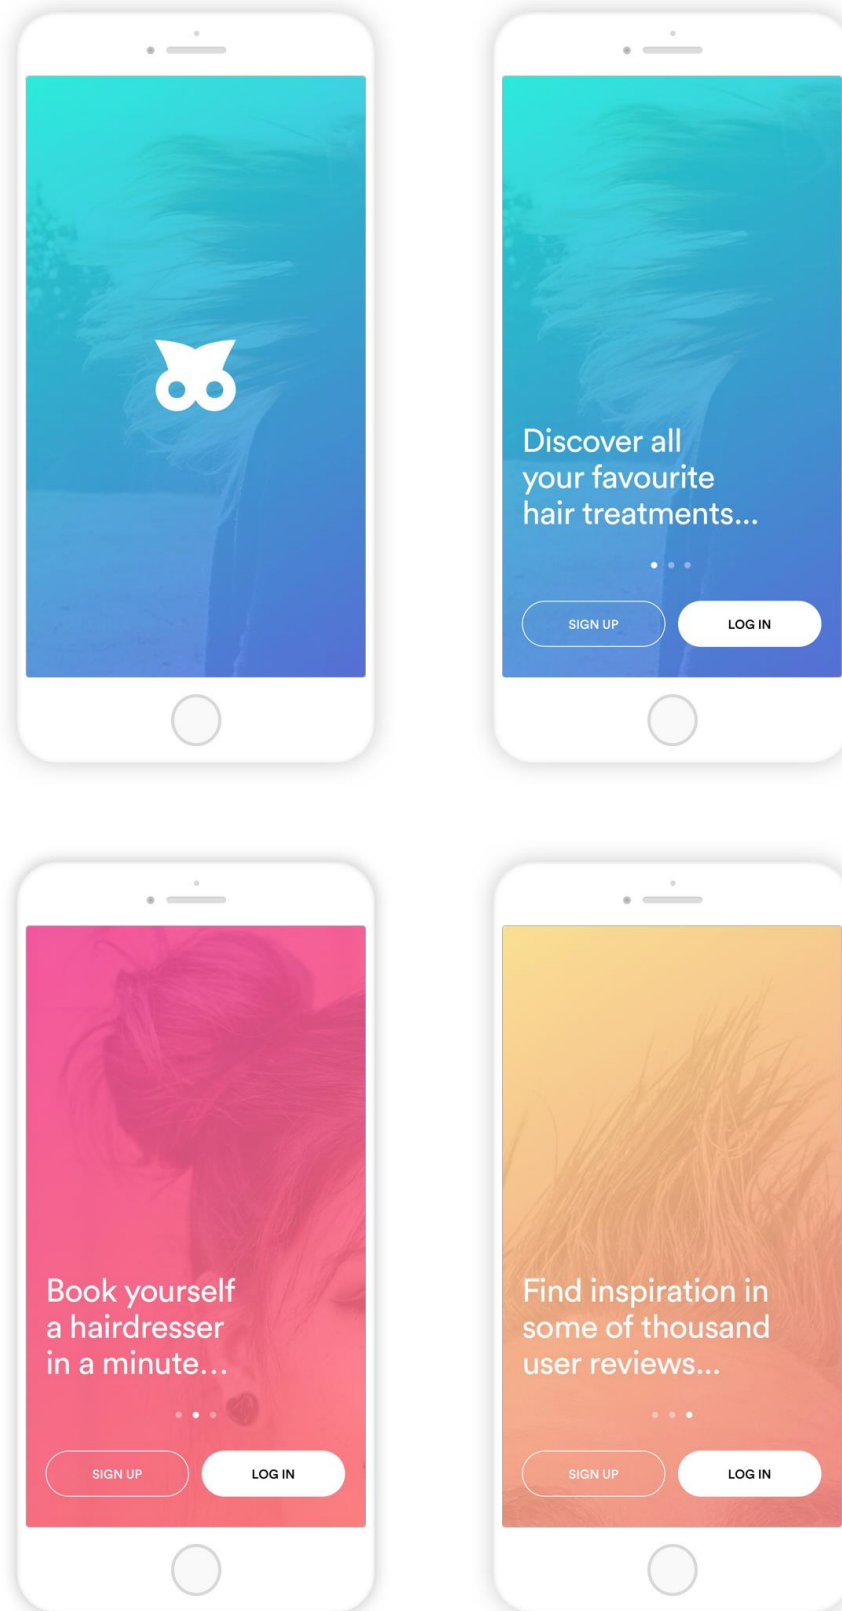 Discover all
your favourite
hair treatments...
SIGN UP
LOG IN
Book yourself
a hairdresser
in a minute...
SIGN UP
LOG IN
Find inspiration in
some of thousand
user reviews...
SIGN UP
LOG IN